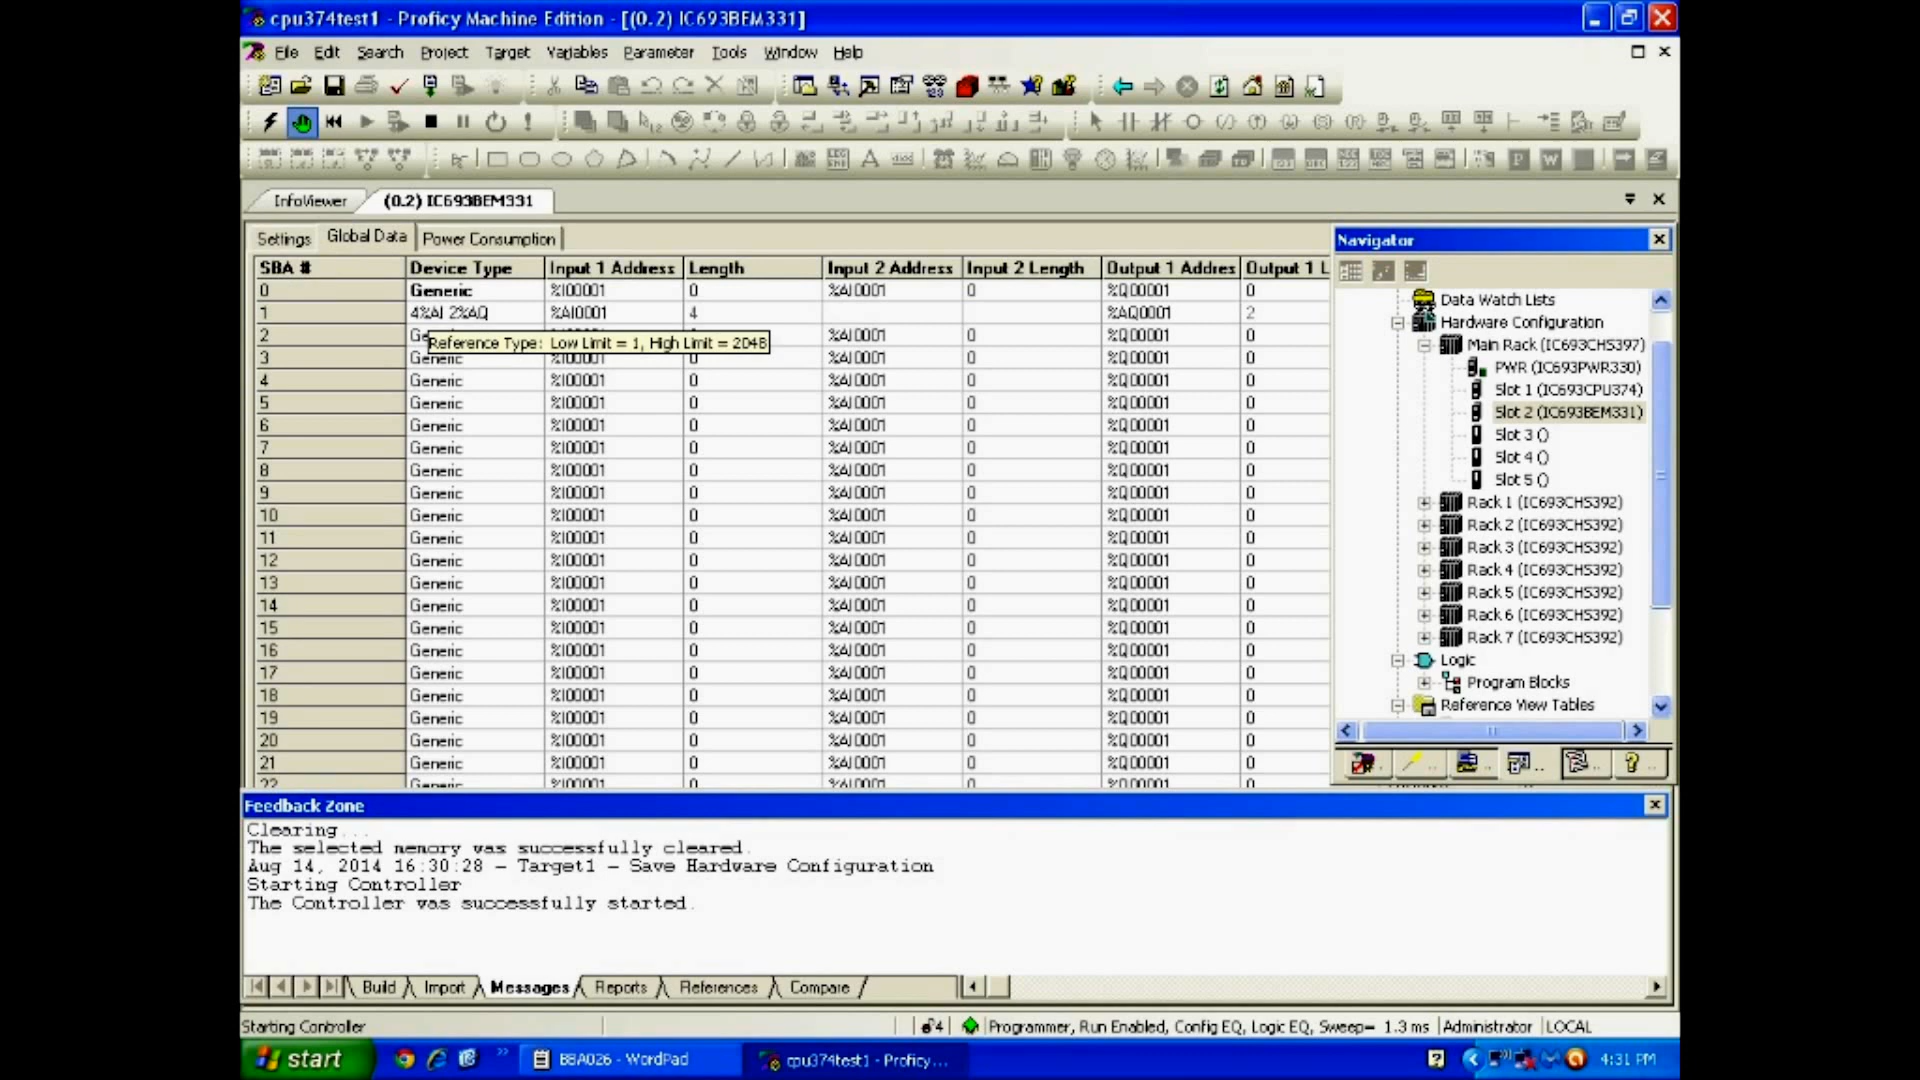 cpu374test1 - Proficy Machine Edition - [(0.2) IC693BEM331]
File Edit Search Project Target Variables Parameter Tools Window Help
InfoViewer (0.2) IC693BEM331
Settings Global Data Power Consumption
SBA # Device Type Input 1 Address Length Input 2 Address Input 2 Length Output 1 Addres Output 1 L
0 Generic %I00001 0 %AI0001 0 %Q00001 0
1 4%AI 2%AQ %AI0001 4 %AQ0001 2
2 Ge %AI0001 0 %Q00001 0
Reference Type: Low Limit = 1, High Limit = 2048
3 Generic %I00001 0 %AI0001 0 %Q00001 0
4 Generic %I00001 0 %AI0001 0 %Q00001 0
5 Generic %I00001 0 %AI0001 0 %Q00001 0
6 Generic %I00001 0 %AI0001 0 %Q00001 0
7 Generic %I00001 0 %AI0001 0 %Q00001 0
8 Generic %I00001 0 %AI0001 0 %Q00001 0
9 Generic %I00001 0 %AI0001 0 %Q00001 0
10 Generic %I00001 0 %AI0001 0 %Q00001 0
11 Generic %I00001 0 %AI0001 0 %Q00001 0
12 Generic %I00001 0 %AI0001 0 %Q00001 0
13 Generic %I00001 0 %AI0001 0 %Q00001 0
14 Generic %I00001 0 %AI0001 0 %Q00001 0
15 Generic %I00001 0 %AI0001 0 %Q00001 0
16 Generic %I00001 0 %AI0001 0 %Q00001 0
17 Generic %I00001 0 %AI0001 0 %Q00001 0
18 Generic %I00001 0 %AI0001 0 %Q00001 0
19 Generic %I00001 0 %AI0001 0 %Q00001 0
20 Generic %I00001 0 %AI0001 0 %Q00001 0
21 Generic %I00001 0 %AI0001 0 %Q00001 0
22 Generic %I00001 0 %AI0001 0 %Q00001 0
Navigator
Data Watch Lists
Hardware Configuration
Main Rack (IC693CHS397)
PWR (IC693PWR330)
Slot 1 (IC693CPU374)
Slot 2 (IC693BEM331)
Slot 3 ()
Slot 4 ()
Slot 5 ()
Rack 1 (IC693CHS392)
Rack 2 (IC693CHS392)
Rack 3 (IC693CHS392)
Rack 4 (IC693CHS392)
Rack 5 (IC693CHS392)
Rack 6 (IC693CHS392)
Rack 7 (IC693CHS392)
Logic
Program Blocks
Reference View Tables
Feedback Zone
Clearing...
The selected memory was successfully cleared.
Aug 14, 2014 16:30:28 - Target1 - Save Hardware Configuration
Starting Controller
The Controller was successfully started.
Build Import Messages Reports References Compare
Starting Controller 4 Programmer, Run Enabled, Config EQ, Logic EQ, Sweep= 1.3 ms Administrator LOCAL
start BBA026 - WordPad cpu374test1 - Proficy... 4:31 PM